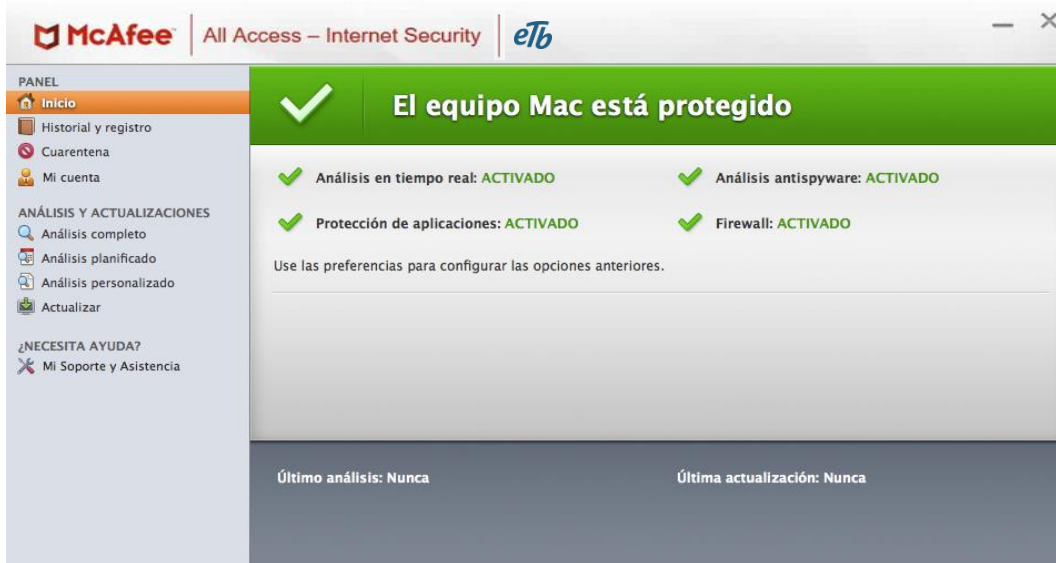 McAfee All Access – Internet Security eTb
PANEL
Inicio
Historial y registro
Cuarentena
Mi cuenta
ANÁLISIS Y ACTUALIZACIONES
Análisis completo
Análisis planificado
Análisis personalizado
Actualizar
¿NECESITA AYUDA?
Mi Soporte y Asistencia
El equipo Mac está protegido
Análisis en tiempo real: ACTIVADO
Análisis antispyware: ACTIVADO
Protección de aplicaciones: ACTIVADO
Firewall: ACTIVADO
Use las preferencias para configurar las opciones anteriores.
Último análisis: Nunca
Última actualización: Nunca